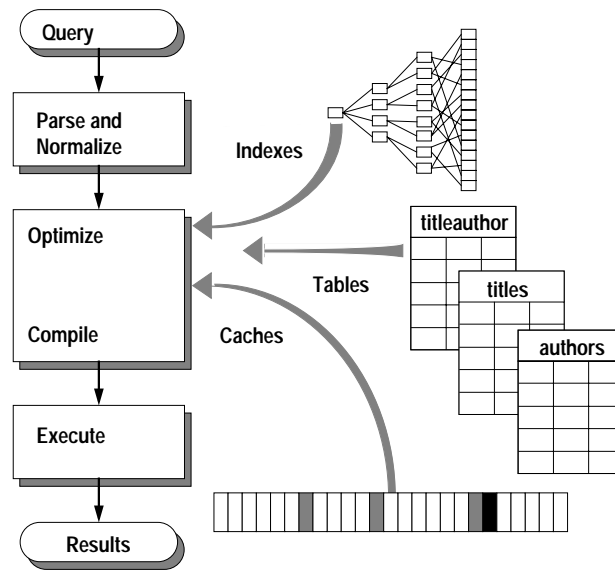 Query
Parse and
Normalize
Indexes
Optimize
titleauthor
Tables
titles
Compile
Caches
authors
Execute
Results